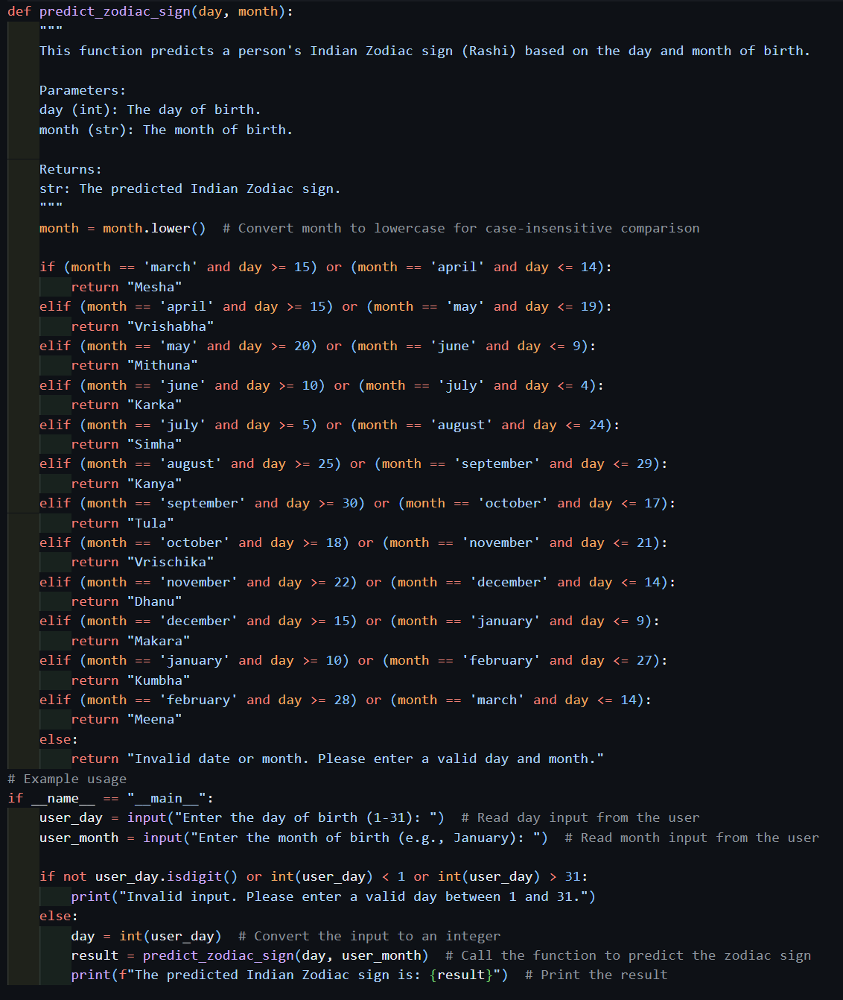 def predict_zodiac_sign(day, month):
    """
    This function predicts a person's Indian Zodiac sign (Rashi) based on the day and month of birth.

    Parameters:
    day (int): The day of birth.
    month (str): The month of birth.

    Returns:
    str: The predicted Indian Zodiac sign.
    """
    month = month.lower()  # Convert month to lowercase for case-insensitive comparison

    if (month == 'march' and day >= 15) or (month == 'april' and day <= 14):
        return "Mesha"
    elif (month == 'april' and day >= 15) or (month == 'may' and day <= 19):
        return "Vrishabha"
    elif (month == 'may' and day >= 20) or (month == 'june' and day <= 9):
        return "Mithuna"
    elif (month == 'june' and day >= 10) or (month == 'july' and day <= 4):
        return "Karka"
    elif (month == 'july' and day >= 5) or (month == 'august' and day <= 24):
        return "Simha"
    elif (month == 'august' and day >= 25) or (month == 'september' and day <= 29):
        return "Kanya"
    elif (month == 'september' and day >= 30) or (month == 'october' and day <= 17):
        return "Tula"
    elif (month == 'october' and day >= 18) or (month == 'november' and day <= 21):
        return "Vrischika"
    elif (month == 'november' and day >= 22) or (month == 'december' and day <= 14):
        return "Dhanu"
    elif (month == 'december' and day >= 15) or (month == 'january' and day <= 9):
        return "Makara"
    elif (month == 'january' and day >= 10) or (month == 'february' and day <= 27):
        return "Kumbha"
    elif (month == 'february' and day >= 28) or (month == 'march' and day <= 14):
        return "Meena"
    else:
        return "Invalid date or month. Please enter a valid day and month."
# Example usage
if __name__ == "__main__":
    user_day = input("Enter the day of birth (1-31): ")  # Read day input from the user
    user_month = input("Enter the month of birth (e.g., January): ")  # Read month input from the user

    if not user_day.isdigit() or int(user_day) < 1 or int(user_day) > 31:
        print("Invalid input. Please enter a valid day between 1 and 31.")
    else:
        day = int(user_day)  # Convert the input to an integer
        result = predict_zodiac_sign(day, user_month)  # Call the function to predict the zodiac sign
        print(f"The predicted Indian Zodiac sign is: {result}")  # Print the result